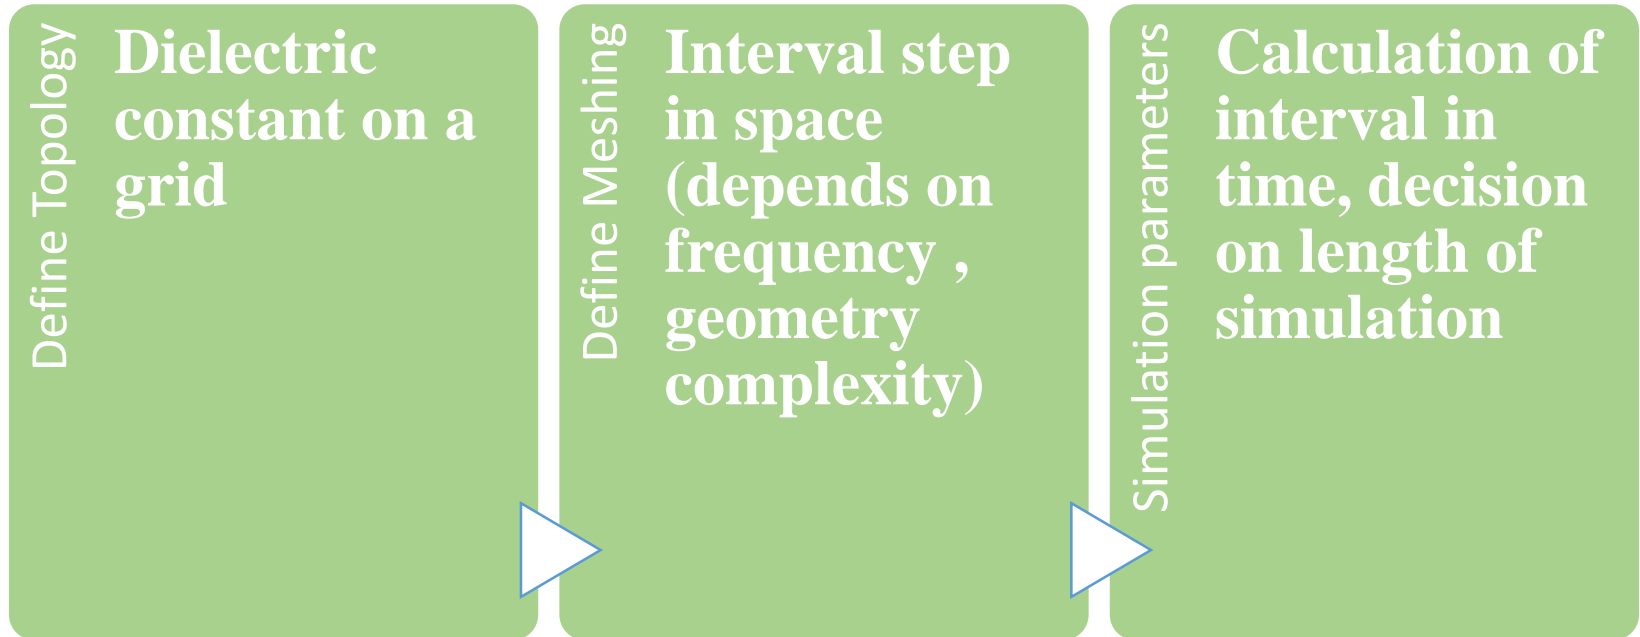 Define Topology
Dielectric
constant on a
grid
Define Meshing
Interval step
in space
(depends on
frequency ,
geometry
complexity)
Simulation parameters
Calculation of
interval in
time, decision
on length of
simulation